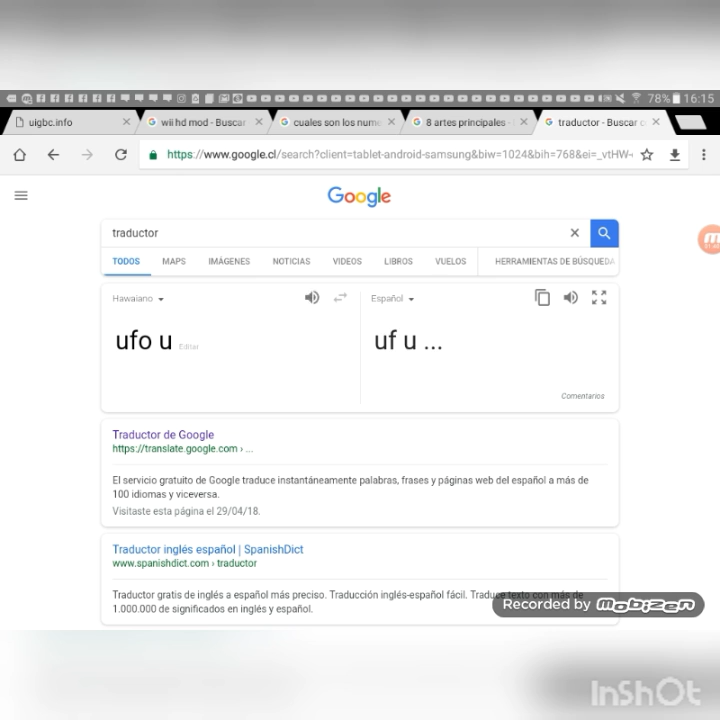 78% 16:15
uigbc.info
wii hd mod - Buscar
cuales son los nume
8 artes principales -
traductor - Buscar c
https://www.google.cl/search?client=tablet-android-samsung&biw=1024&bih=768&ei=_vtHW-
Google
traductor
TODOS MAPS IMÁGENES NOTICIAS VIDEOS LIBROS VUELOS HERRAMIENTAS DE BÚSQUEDA
Hawaiano Español
ufo u Editar uf u ...
Comentarios
Traductor de Google
https://translate.google.com › ...
El servicio gratuito de Google traduce instantáneamente palabras, frases y páginas web del español a más de
100 idiomas y viceversa.
Visitaste esta página el 29/04/18.
Traductor inglés español | SpanishDict
www.spanishdict.com › traductor
Traductor gratis de inglés a español más preciso. Traducción inglés-español fácil. Traduce texto con más de
1.000.000 de significados en inglés y español.
Recorded by Mobizen
InShOt